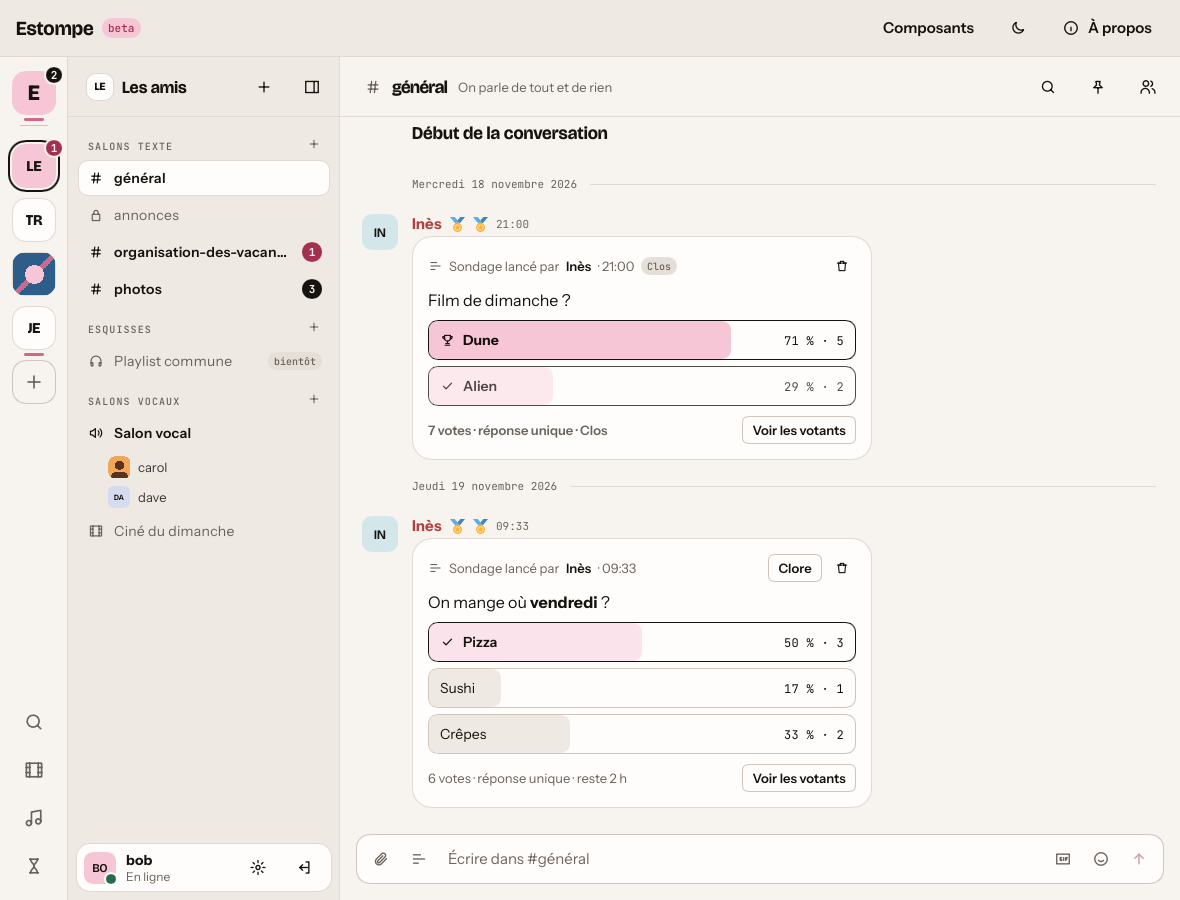 Estompe beta
Composants
À propos
E 2
LE 1
TR
JE
LE Les amis
SALONS TEXTE
# général
annonces
# organisation-des-vacan... 1
# photos 3
ESQUISSES
Playlist commune bientôt
SALONS VOCAUX
Salon vocal
carol
DA dave
Ciné du dimanche
BO bob
En ligne
# général On parle de tout et de rien
Début de la conversation
Mercredi 18 novembre 2026
IN Inès 21:00
Sondage lancé par Inès · 21:00 Clos
Film de dimanche ?
Dune 71 % · 5
Alien 29 % · 2
7 votes · réponse unique · Clos Voir les votants
Jeudi 19 novembre 2026
IN Inès 09:33
Sondage lancé par Inès · 09:33 Clore
On mange où vendredi ?
Pizza 50 % · 3
Sushi 17 % · 1
Crêpes 33 % · 2
6 votes · réponse unique · reste 2 h Voir les votants
Écrire dans #général GIF